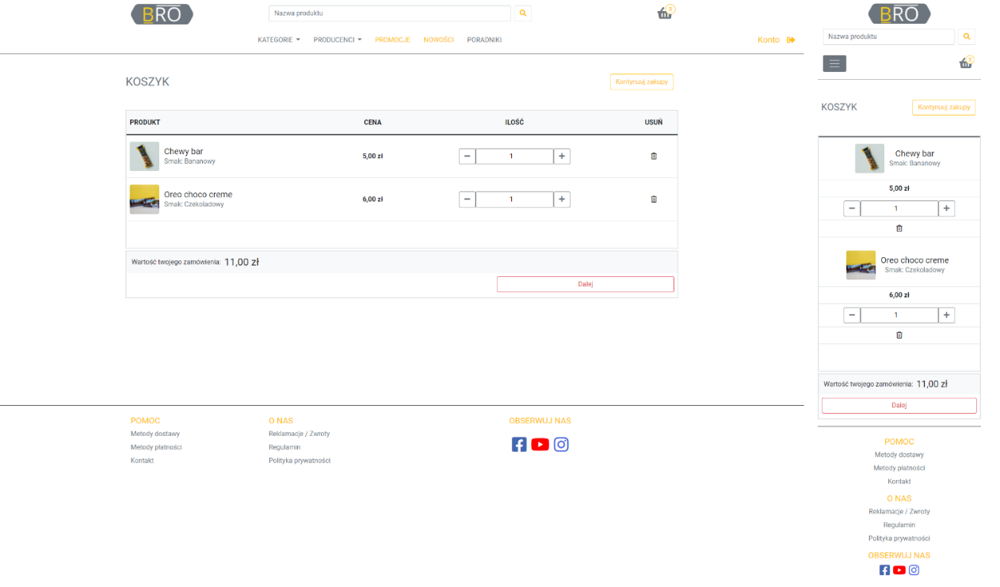 BRO
Nazwa produktu
2
KATEGORIE PRODUCENCI PROMOCJE NOWOŚCI PORADNIKI
Konto
KOSZYK
Kontynuuj zakupy
PRODUKT CENA ILOŚĆ USUŃ
Chewy bar
Smak: Bananowy
5,00 zł
1
Oreo choco creme
Smak: Czekoladowy
6,00 zł
1
Wartość twojego zamówienia: 11,00 zł
Dalej
POMOC
Metody dostawy
Metody płatności
Kontakt
O NAS
Reklamacje / Zwroty
Regulamin
Polityka prywatności
OBSERWUJ NAS
BRO
Nazwa produktu
2
KOSZYK
Kontynuuj zakupy
Chewy bar
Smak: Bananowy
5,00 zł
1
Oreo choco creme
Smak: Czekoladowy
6,00 zł
1
Wartość twojego zamówienia: 11,00 zł
Dalej
POMOC
Metody dostawy
Metody płatności
Kontakt
O NAS
Reklamacje / Zwroty
Regulamin
Polityka prywatności
OBSERWUJ NAS